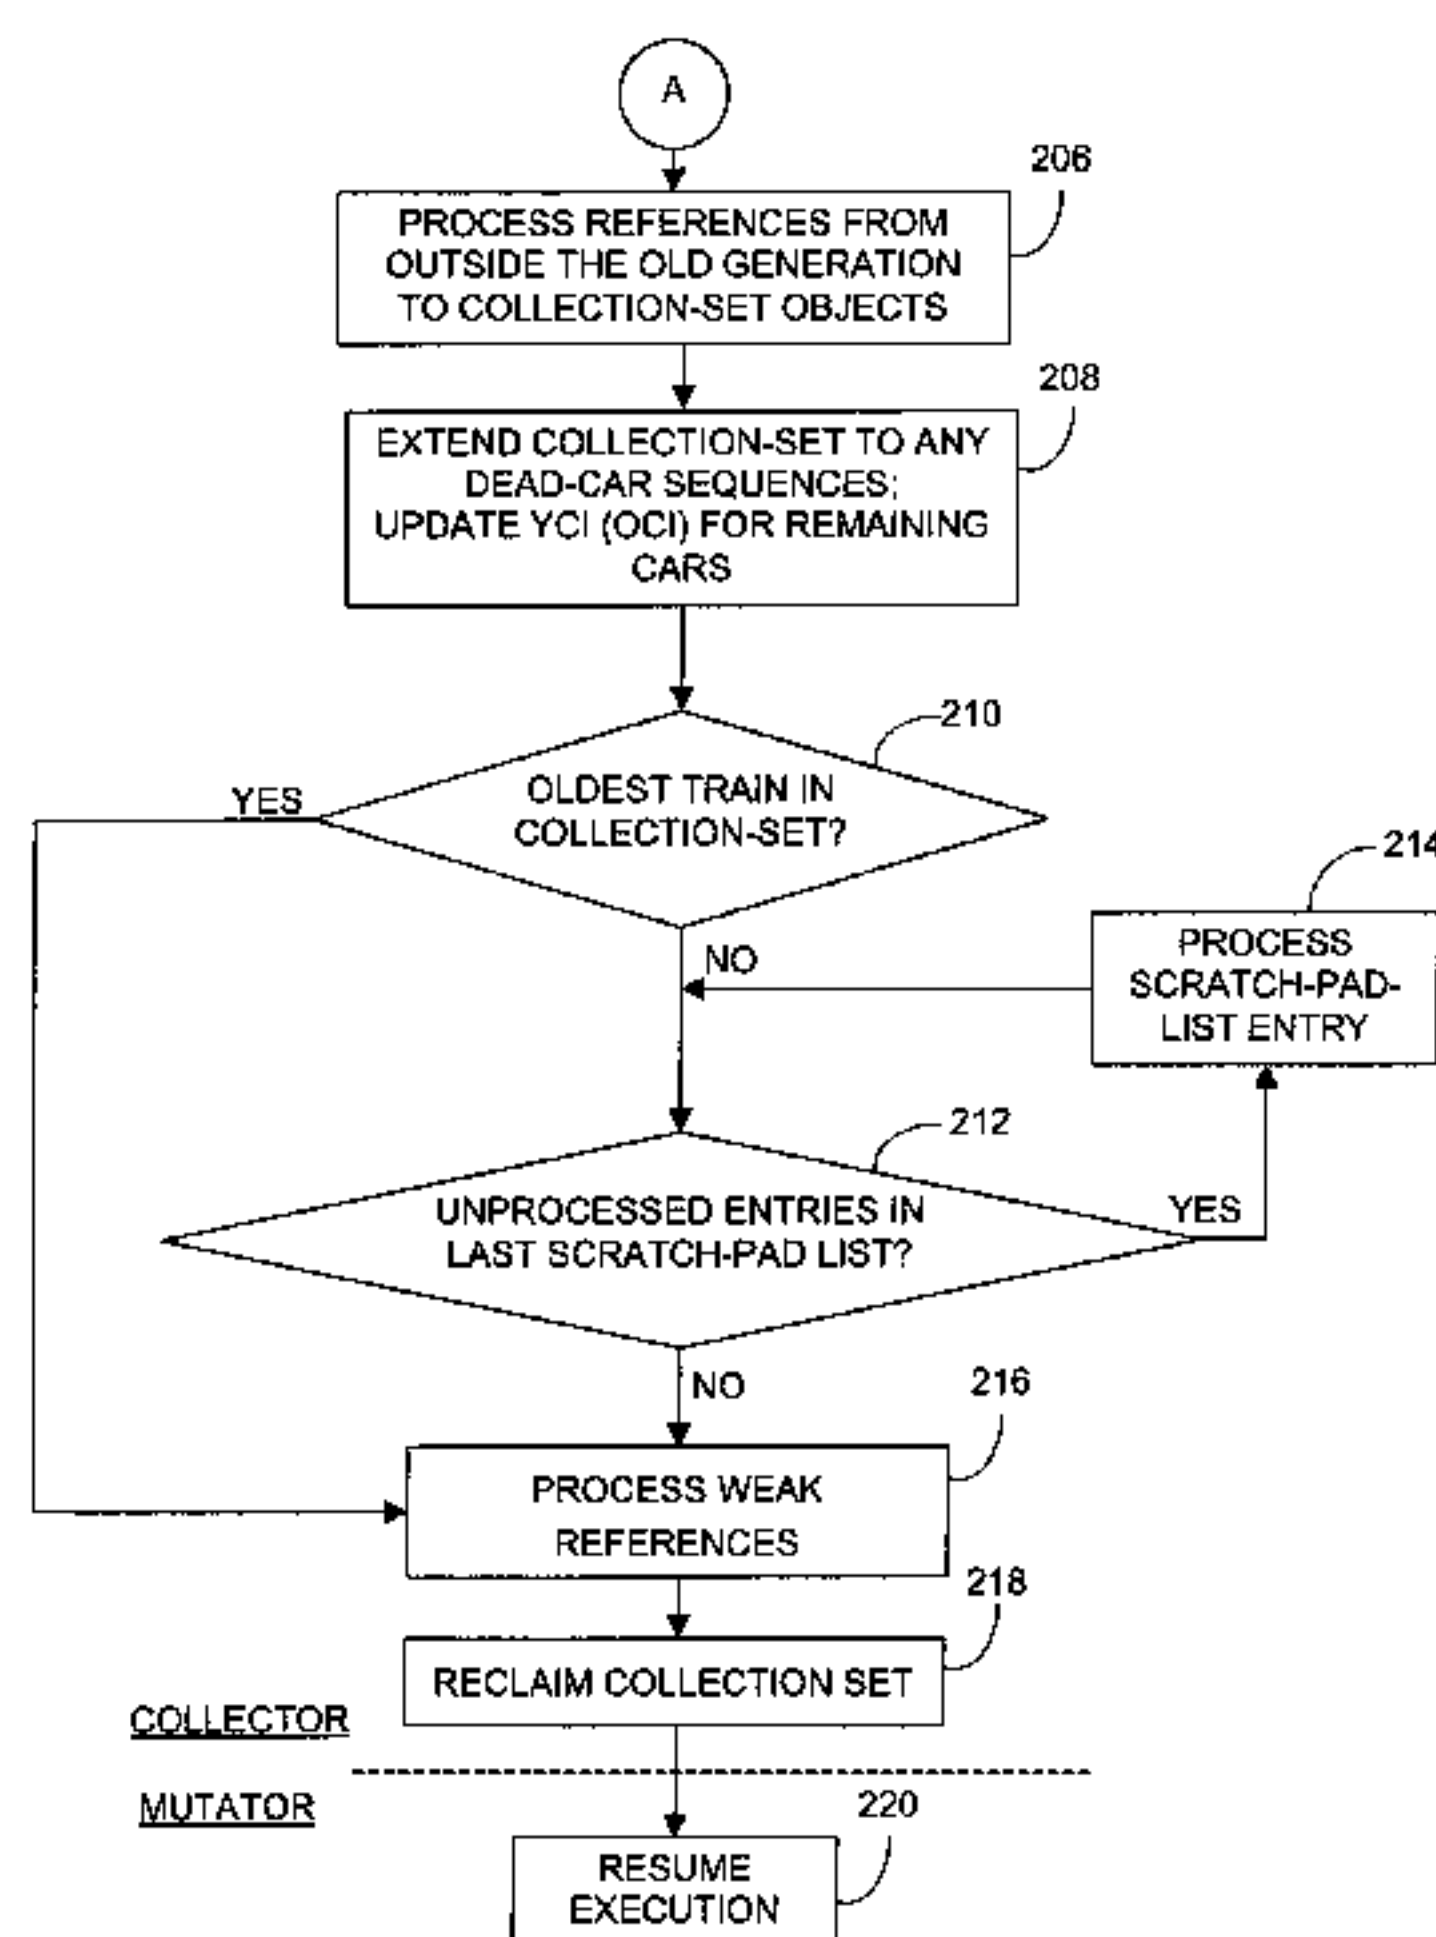 A
206
PROCESS REFERENCES FROM
OUTSIDE THE OLD GENERATION
TO COLLECTION-SET OBJECTS
208
EXTEND COLLECTION-SET TO ANY
DEAD-CAR SEQUENCES;
UPDATE YCI (OCI) FOR REMAINING
CARS
210
OLDEST TRAIN IN
COLLECTION-SET?
YES
NO
214
PROCESS
SCRATCH-PAD-
LIST ENTRY
212
UNPROCESSED ENTRIES IN
LAST SCRATCH-PAD LIST?
YES
NO
216
PROCESS WEAK
REFERENCES
218
RECLAIM COLLECTION SET
COLLECTOR
MUTATOR
220
RESUME
EXECUTION